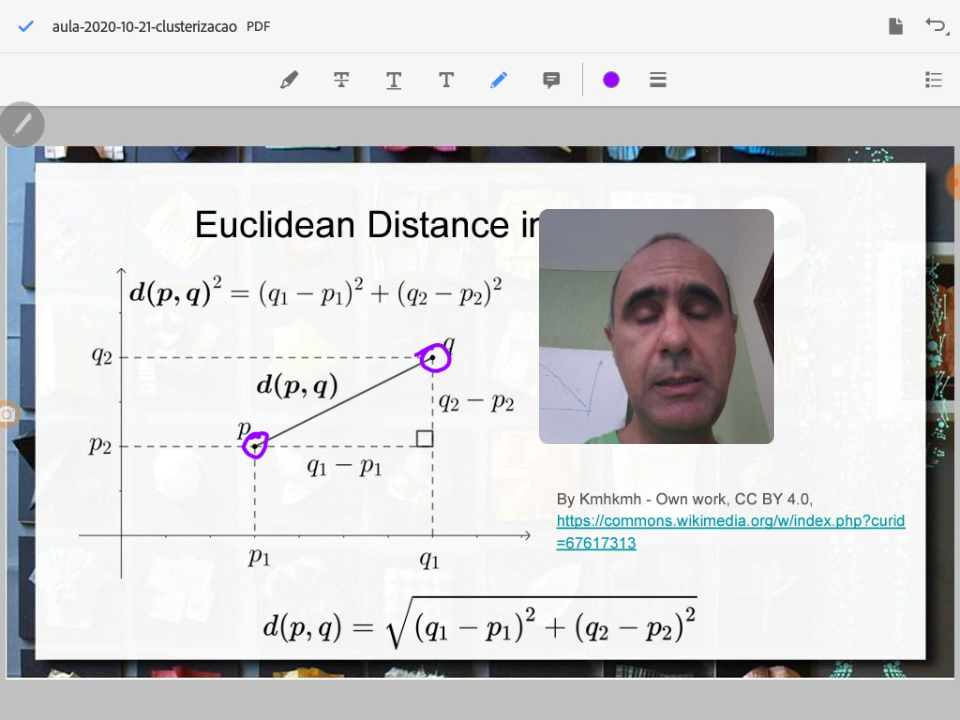 aula-2020-10-21-clusterizacao PDF
T T T
Euclidean Distance in
d(p, q)² = (q₁ − p₁)² + (q₂ − p₂)²
q₂
q
d(p, q)
q₂ − p₂
p
p₂
q₁ − p₁
By Kmhkmh - Own work, CC BY 4.0,
https://commons.wikimedia.org/w/index.php?curid
=67617313
p₁
q₁
d(p, q) = √(q₁ − p₁)² + (q₂ − p₂)²